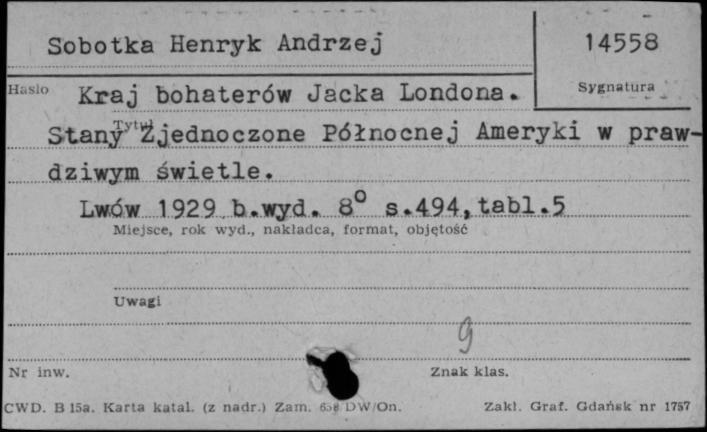 Sobotka Henryk Andrzej
14558
Hasło
Sygnatura
Kraj bohaterów Jacka Londona.
Tytuł
Stany Zjednoczone Północnej Ameryki w praw-
dziwym świetle.
Lwów 1929 b.wyd. 8° s.494, tabl.5
Miejsce, rok wyd., nakładca, format, objętość
Uwagi
9
Nr inw.
Znak klas.
CWD. B 15a. Karta katal. (z nadr.) Zam. DW/On.
Zakł. Graf. Gdańsk nr 1757